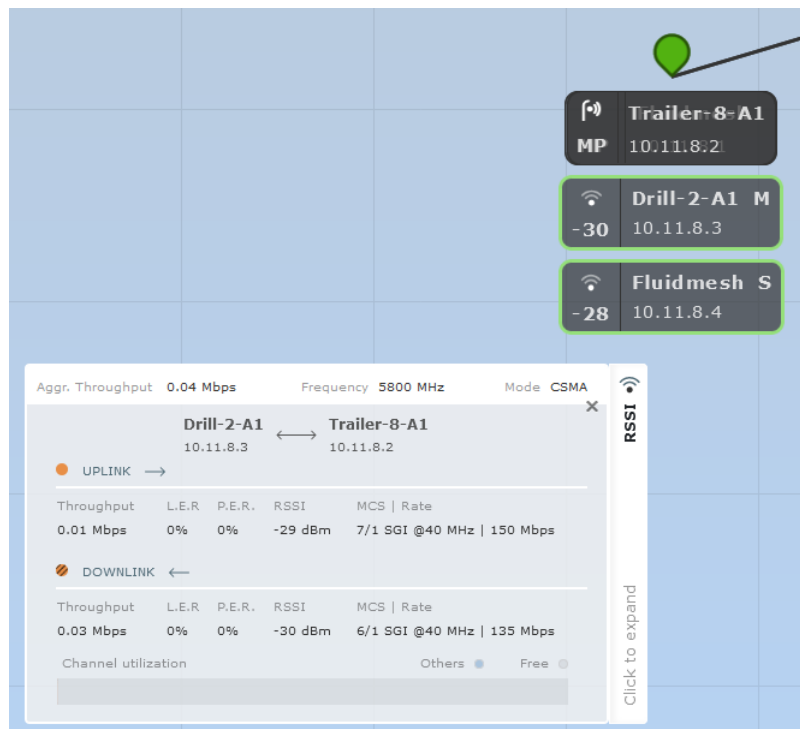 Trailer-8-A1
MP 10.11.8.2
Drill-2-A1 M
-30 10.11.8.3
Fluidmesh S
-28 10.11.8.4
Aggr. Throughput 0.04 Mbps Frequency 5800 MHz Mode CSMA
×
Drill-2-A1 ⟷ Trailer-8-A1
10.11.8.3 10.11.8.2
UPLINK →
Throughput L.E.R P.E.R. RSSI MCS | Rate
0.01 Mbps 0% 0% -29 dBm 7/1 SGI @40 MHz | 150 Mbps
DOWNLINK ←
Throughput L.E.R P.E.R. RSSI MCS | Rate
0.03 Mbps 0% 0% -30 dBm 6/1 SGI @40 MHz | 135 Mbps
Channel utilization Others Free
RSSI
Click to expand